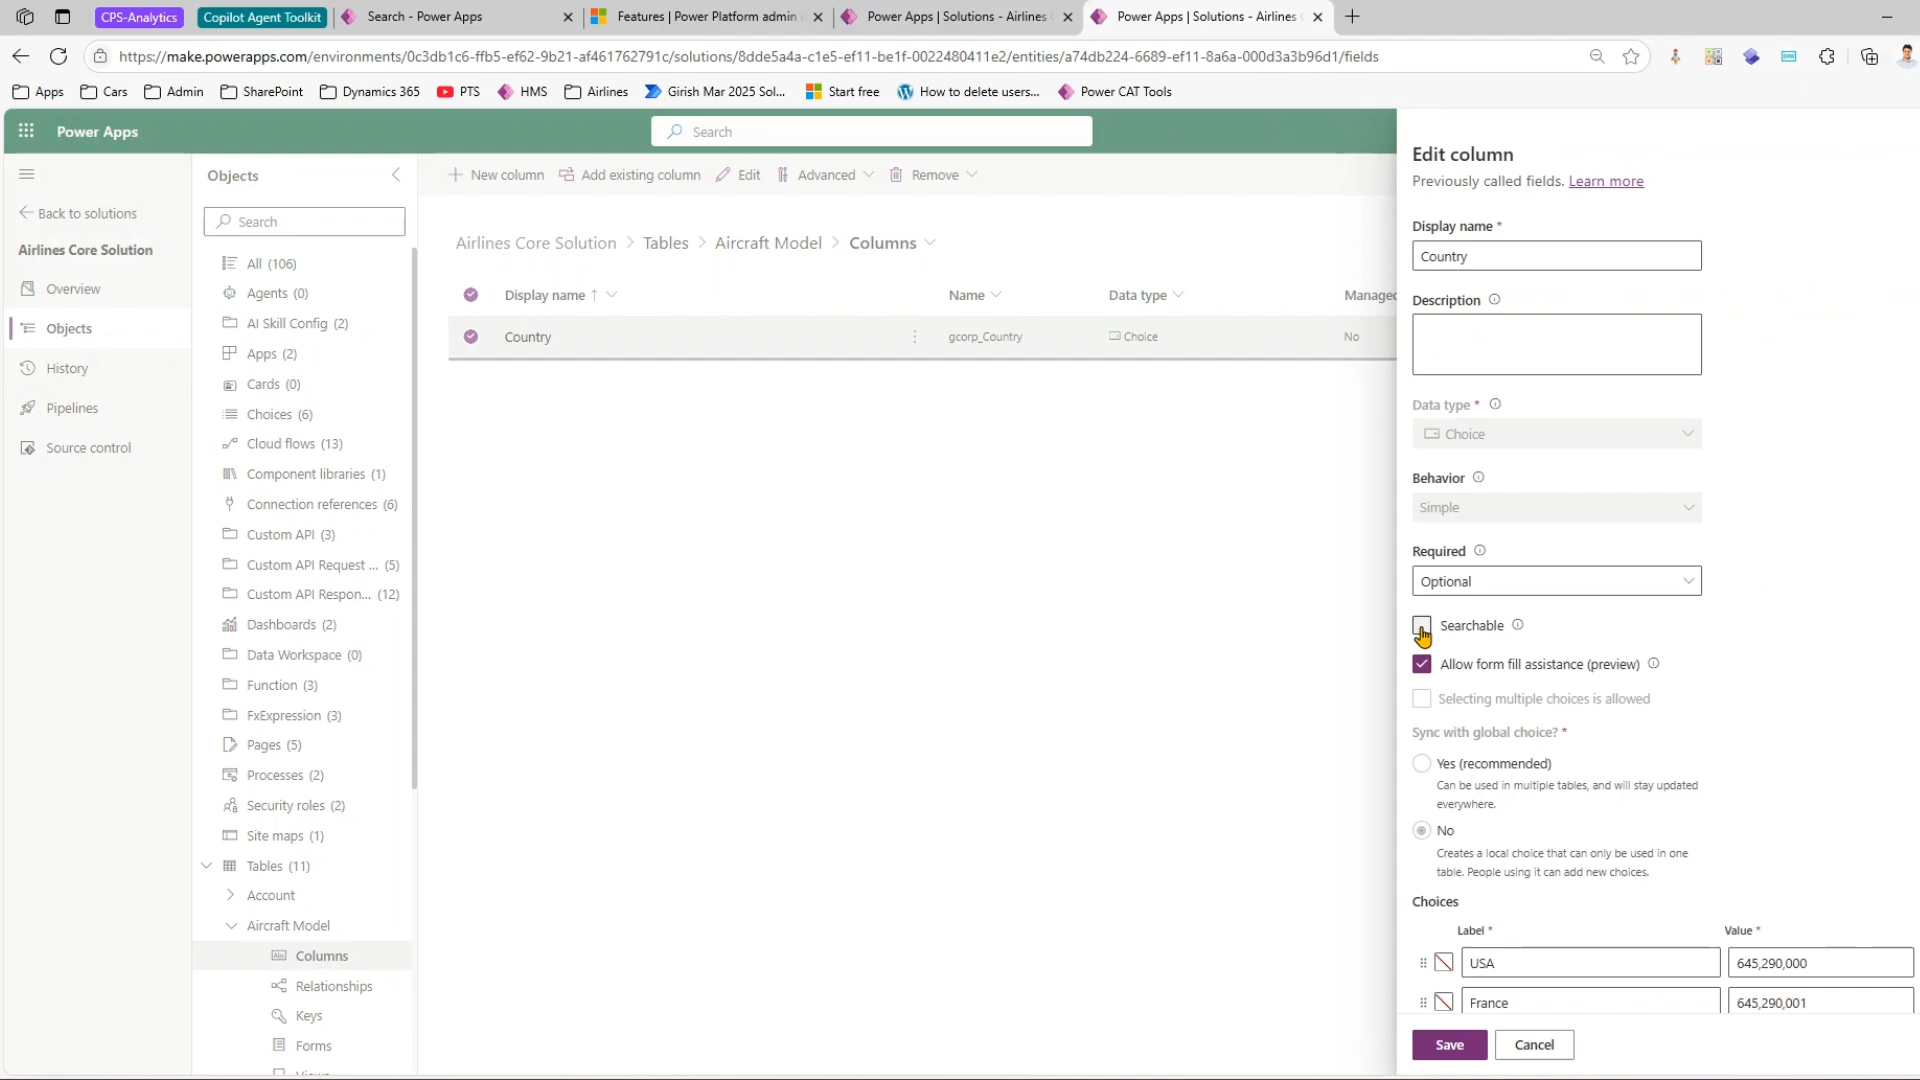 CPS-Analytics
Copilot Agent Toolkit
Search - Power Apps
Features | Power Platform admin
Power Apps | Solutions - Airlines
Power Apps | Solutions - Airlines
https://make.powerapps.com/environments/0c3db1c6-ffb5-ef62-9b21-af461762791c/solutions/8dde5a4a-c1e5-ef11-be1f-0022480411e2/entities/a74db224-6689-ef11-8a6a-000d3a3b96d1/fields
Apps
Cars
Admin
SharePoint
Dynamics 365
PTS
HMS
Airlines
Girish Mar 2025 Sol...
Start free
How to delete users...
Power CAT Tools
Power Apps
Search
Back to solutions
Airlines Core Solution
Overview
Objects
History
Pipelines
Source control
Objects
Search
All (106)
Agents (0)
AI Skill Config (2)
Apps (2)
Cards (0)
Choices (6)
Cloud flows (13)
Component libraries (1)
Connection references (6)
Custom API (3)
Custom API Request ... (5)
Custom API Respon... (12)
Dashboards (2)
Data Workspace (0)
Function (3)
FxExpression (3)
Pages (5)
Processes (2)
Security roles (2)
Site maps (1)
Tables (11)
Account
Aircraft Model
Columns
Relationships
Keys
Forms
New column
Add existing column
Edit
Advanced
Remove
Airlines Core Solution > Tables > Aircraft Model > Columns
Display name ↑
Name
Data type
Managed
Country
gcorp_Country
Choice
No
Edit column
Previously called fields. Learn more
Display name *
Country
Description
Data type *
Choice
Behavior
Simple
Required
Optional
Searchable
Allow form fill assistance (preview)
Selecting multiple choices is allowed
Sync with global choice? *
Yes (recommended)
Can be used in multiple tables, and will stay updated
everywhere.
No
Creates a local choice that can only be used in one
table. People using it can add new choices.
Choices
Label *
Value *
USA
645,290,000
France
645,290,001
Save
Cancel